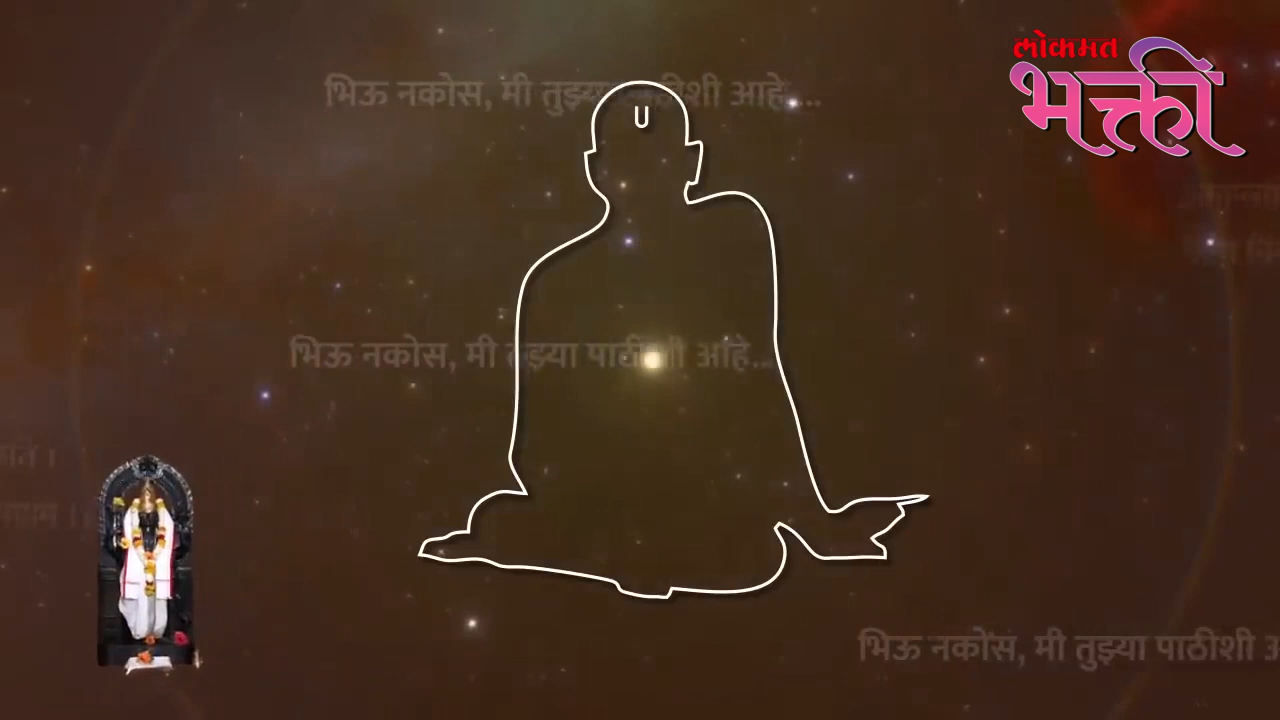 लोकमत
भक्ती
भिऊ नकोस, मी तुझ्या पाठीशी आहे....
U
भिऊ नकोस, मी तुझ्या पाठीशी आहे...
भिऊ नकोस, मी तुझ्या पाठीशी